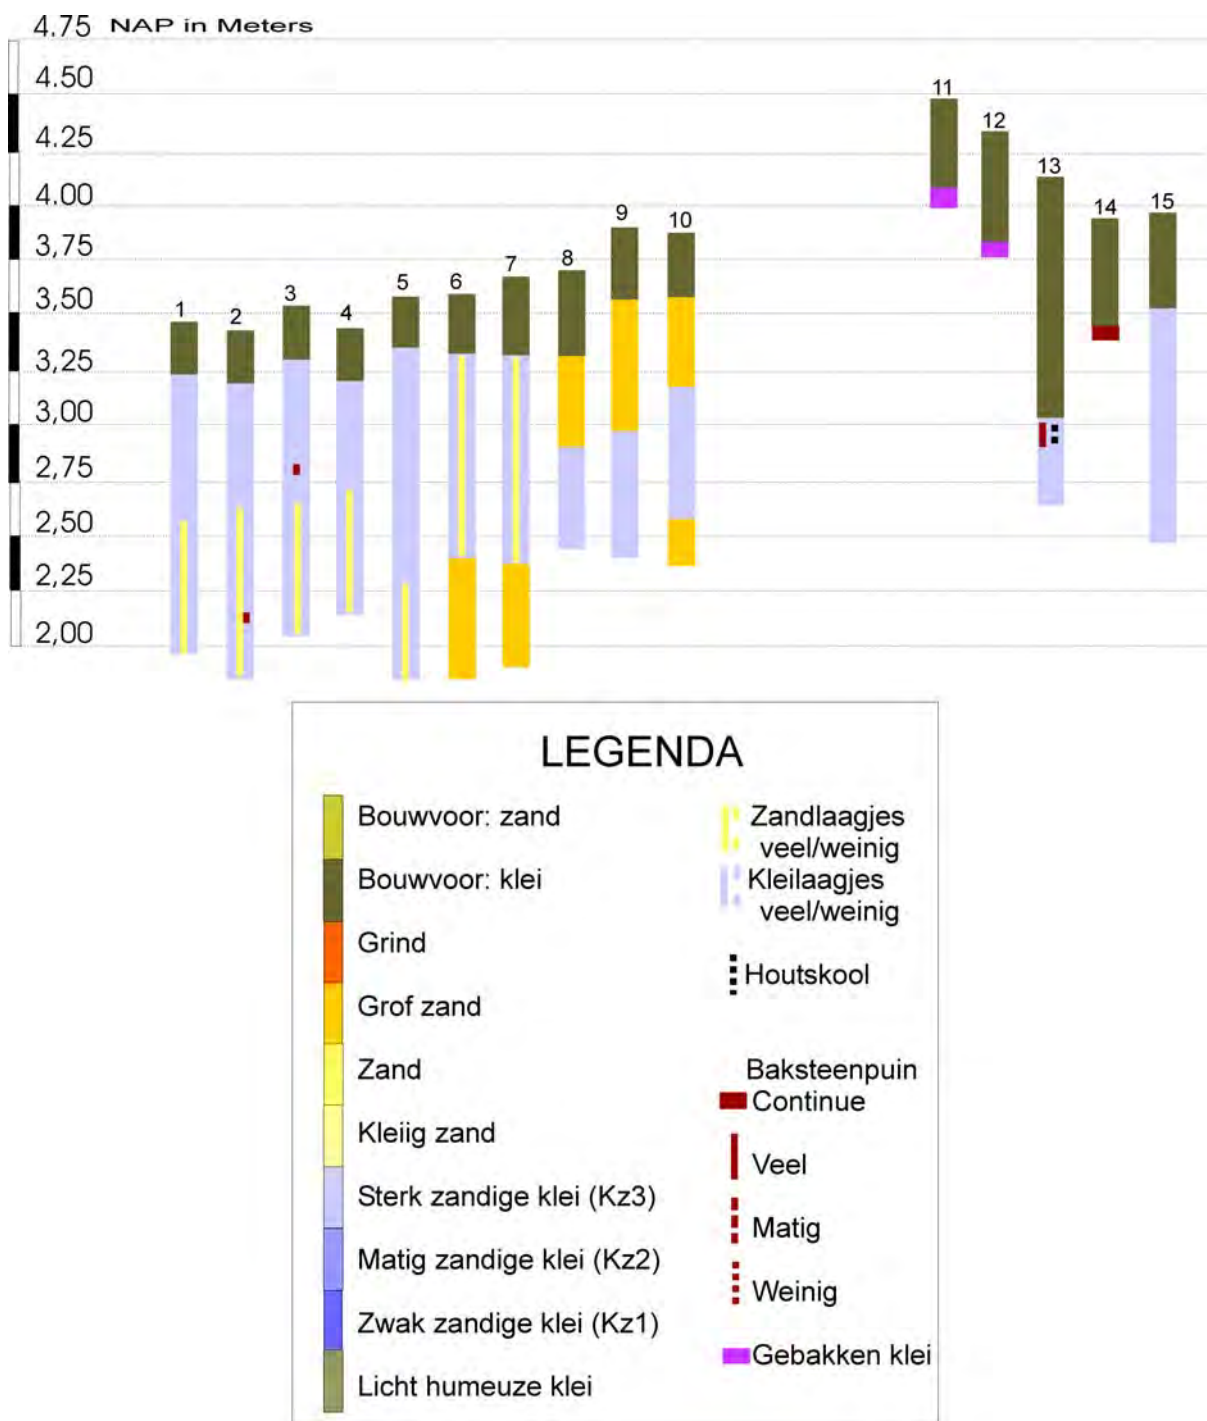 4.75 NAP in Meters
4.50
4.25
4.00
3,75
3,50
3,25
3,00
2,75
2,50
2,25
2,00
1
2
3
4
5
6
7
8
9
10
11
12
13
14
15
LEGENDA
Bouwvoor: zand
Bouwvoor: klei
Grind
Grof zand
Zand
Kleiig zand
Sterk zandige klei (Kz3)
Matig zandige klei (Kz2)
Zwak zandige klei (Kz1)
Licht humeuze klei
Zandlaagjes
veel/weinig
Kleilaagjes
veel/weinig
Houtskool
Baksteenpuin
Continue
Veel
Matig
Weinig
Gebakken klei